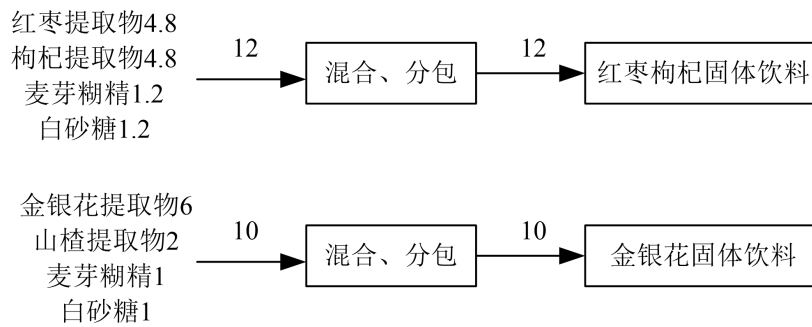 红枣提取物4.8
枸杞提取物4.8
麦芽糊精1.2
白砂糖1.2
12
混合、分包
12
红枣枸杞固体饮料
金银花提取物6
山楂提取物2
麦芽糊精1
白砂糖1
10
混合、分包
10
金银花固体饮料